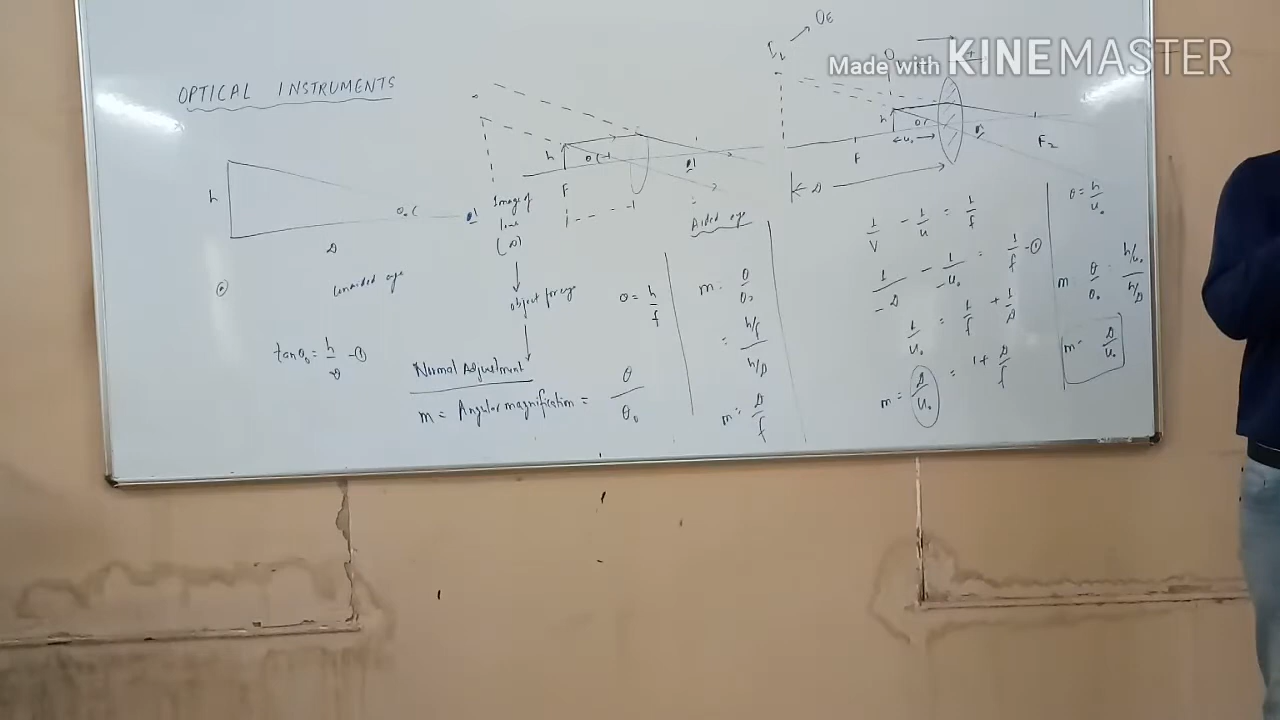 Made with KINEMASTER
OPTICAL INSTRUMENTS
h
θ₀
D
unaided eye
tan θ₀ = h/D - ①
h
F
Image of
lens
(∞)
object for eye
Normal Adjustment
m = Angular magnification = θ/θ₀
θ = h/f
Aided eye
m = θ/θ₀
= (h/f)/(h/D)
m = D/f
h
u₀
F
F₂
D
1/V - 1/u = 1/f
1/-D - 1/-u₀ = 1/f - ①
1/u₀ = 1/f + 1/D
m = D/u₀ = 1 + D/f
θ = h/u₀
m = θ/θ₀ = (h/u₀)/(h/D)
m = D/u₀